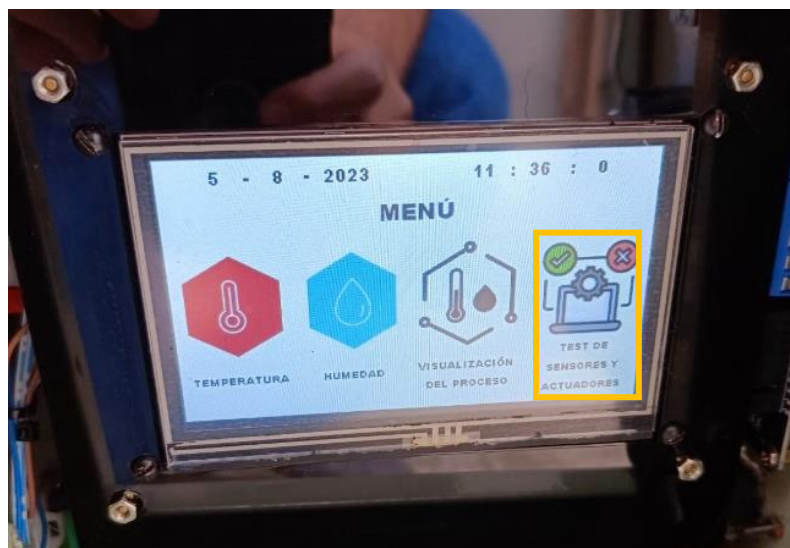 5 - 8 - 2023 11 : 36 : 0
MENÚ
TEMPERATURA
HUMEDAD
VISUALIZACIÓN
DEL PROCESO
TEST DE
SENSORES Y
ACTUADORES